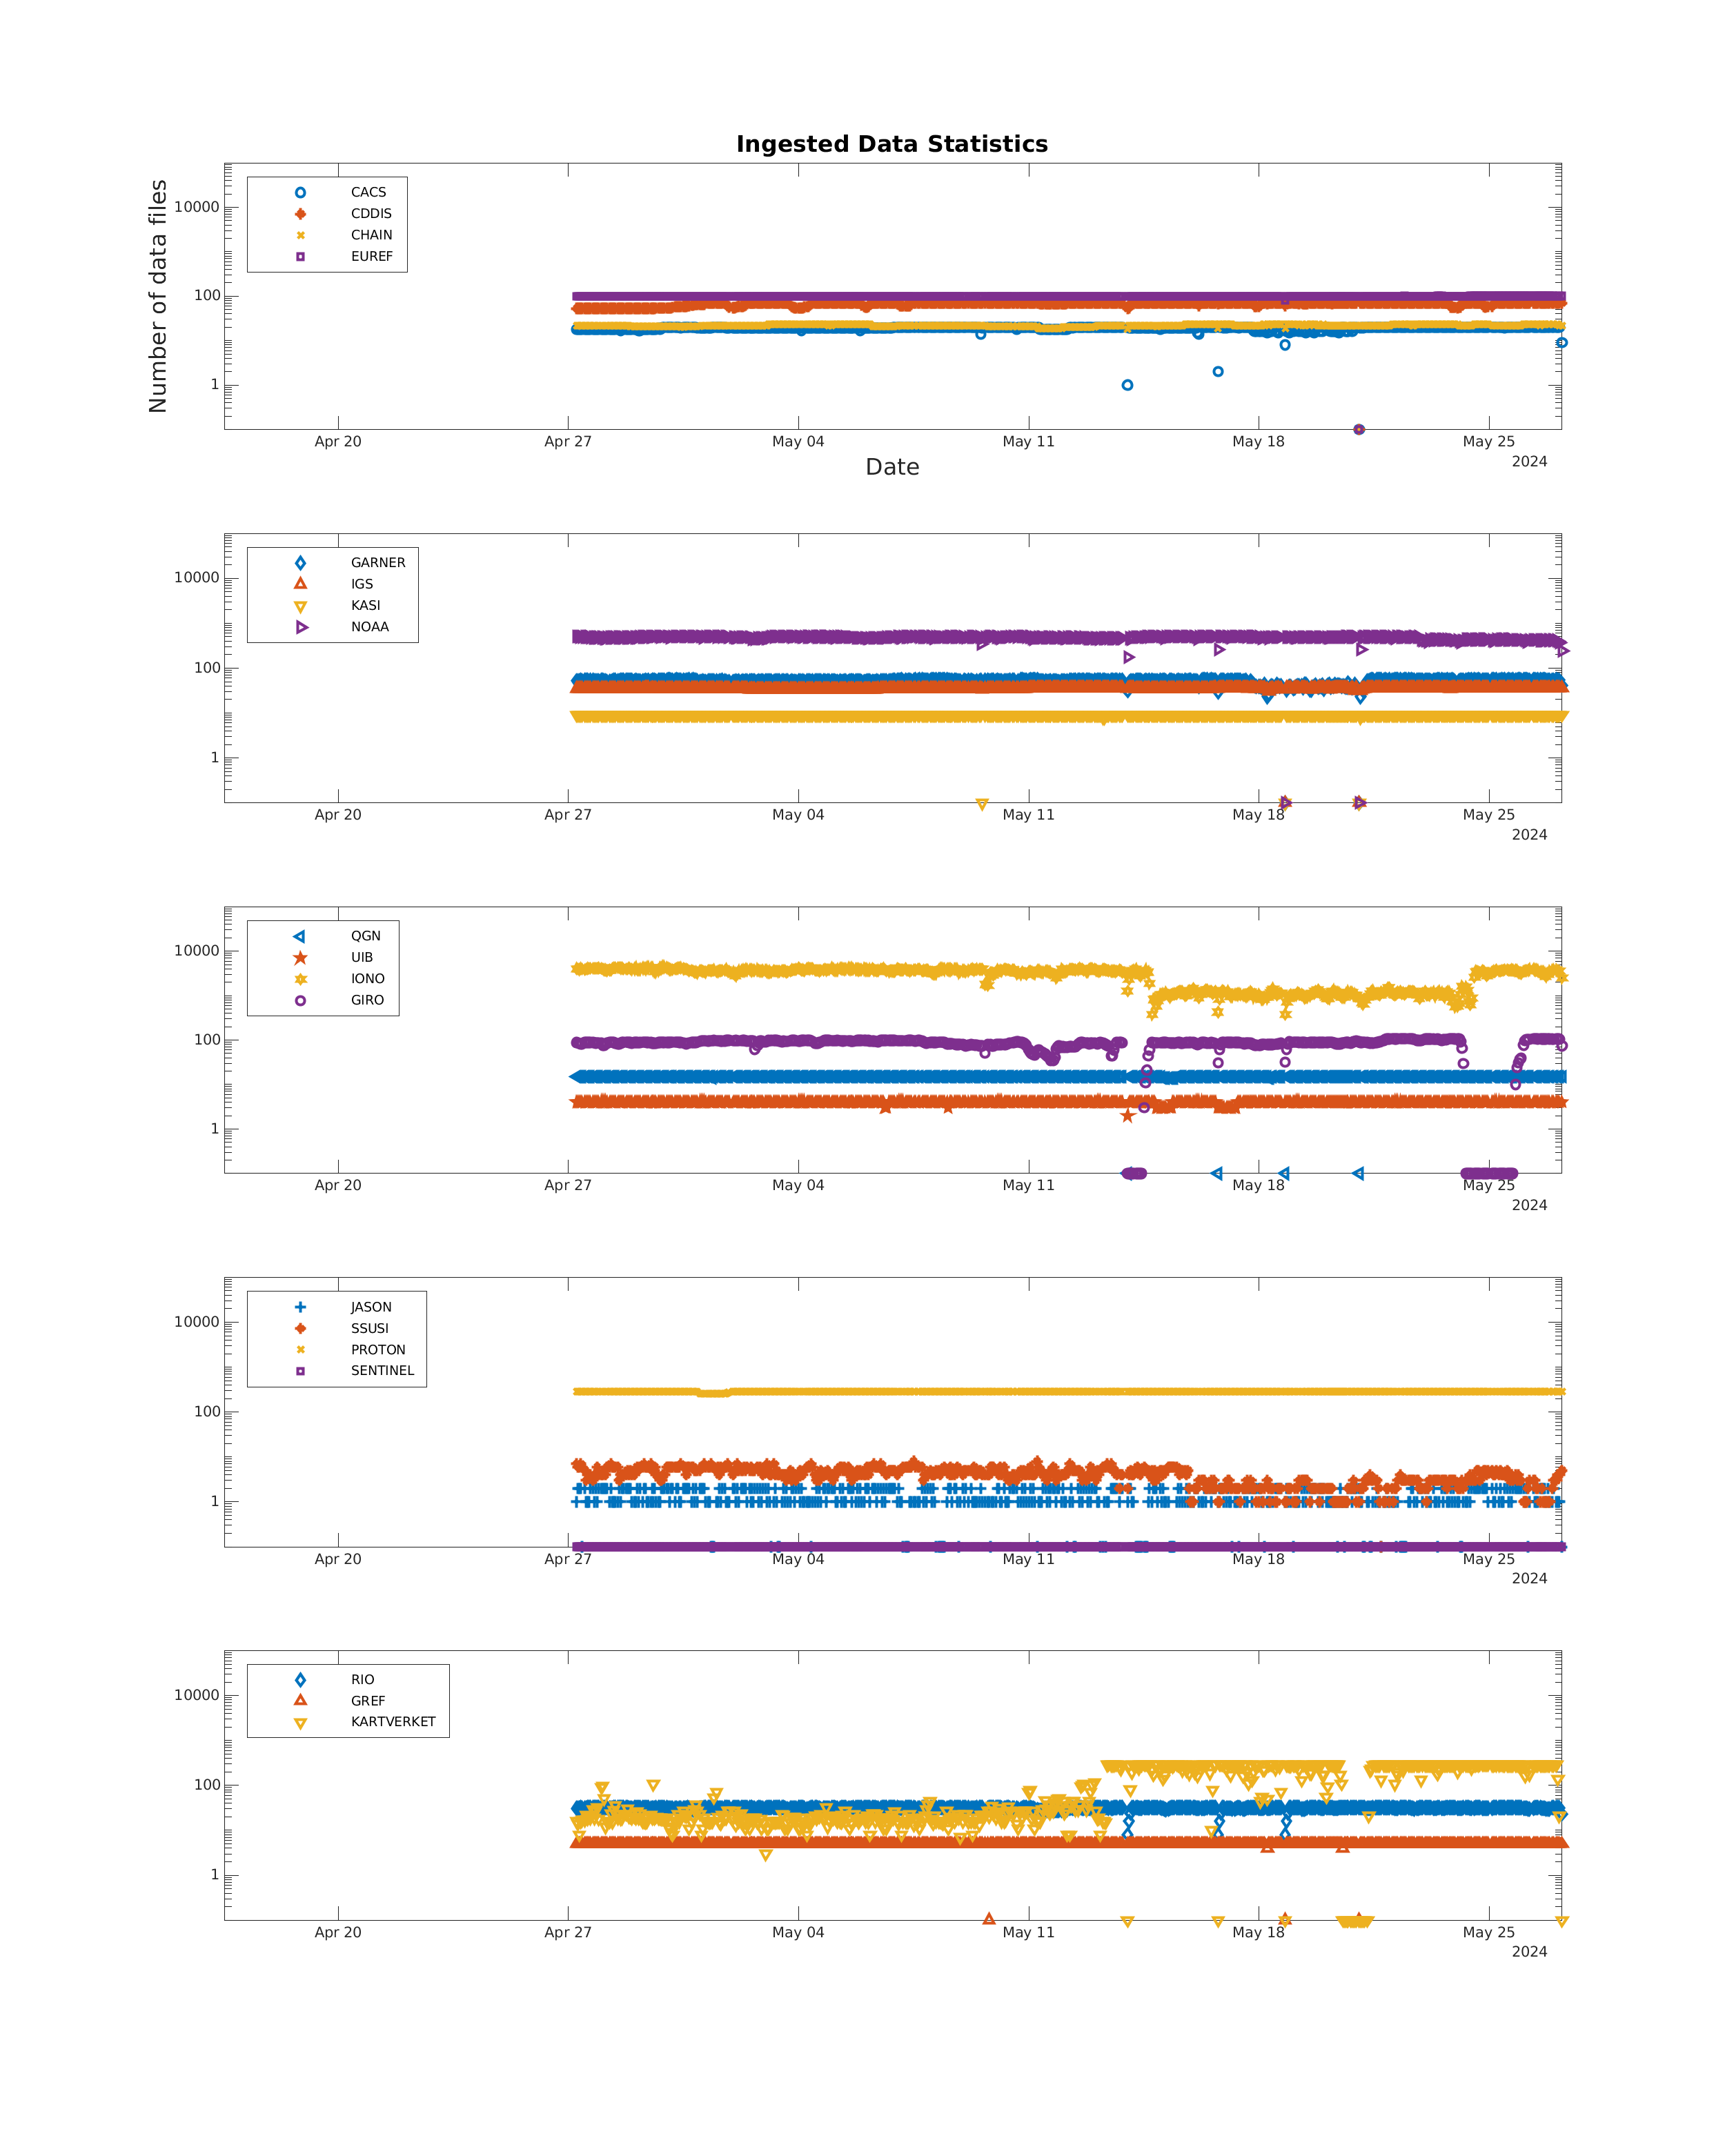 Ingested Data Statistics
Number of data files
10000
100
1
CACS
CDDIS
CHAIN
EUREF
Apr 20 Apr 27 May 04 May 11 May 18 May 25
2024
Date
10000
100
1
GARNER
IGS
KASI
NOAA
Apr 20 Apr 27 May 04 May 11 May 18 May 25
2024
10000
100
1
QGN
UIB
IONO
GIRO
Apr 20 Apr 27 May 04 May 11 May 18 May 25
2024
10000
100
1
JASON
SSUSI
PROTON
SENTINEL
Apr 20 Apr 27 May 04 May 11 May 18 May 25
2024
10000
100
1
RIO
GREF
KARTVERKET
Apr 20 Apr 27 May 04 May 11 May 18 May 25
2024